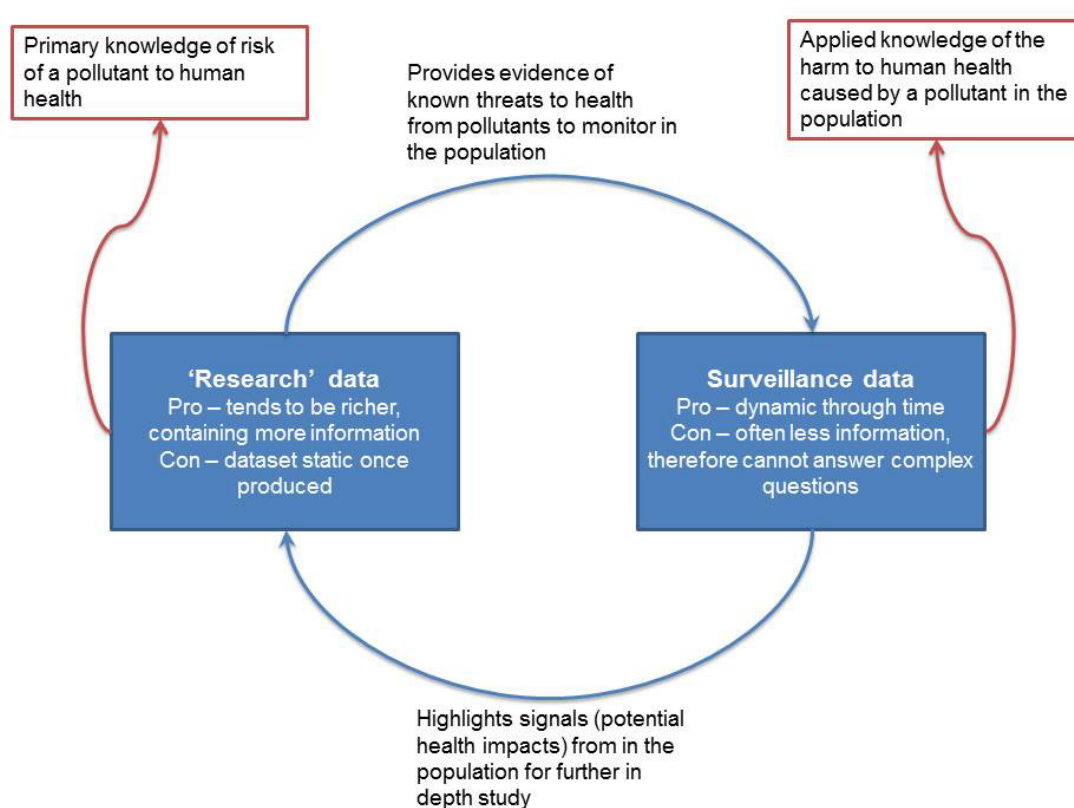 Primary knowledge of risk
of a pollutant to human
health
Provides evidence of
known threats to health
from pollutants to monitor in
the population
Applied knowledge of the
harm to human health
caused by a pollutant in the
population
‘Research’ data
Pro – tends to be richer,
containing more information
Con – dataset static once
produced
Surveillance data
Pro – dynamic through time
Con – often less information,
therefore cannot answer complex
questions
Highlights signals (potential
health impacts) from in the
population for further in
depth study